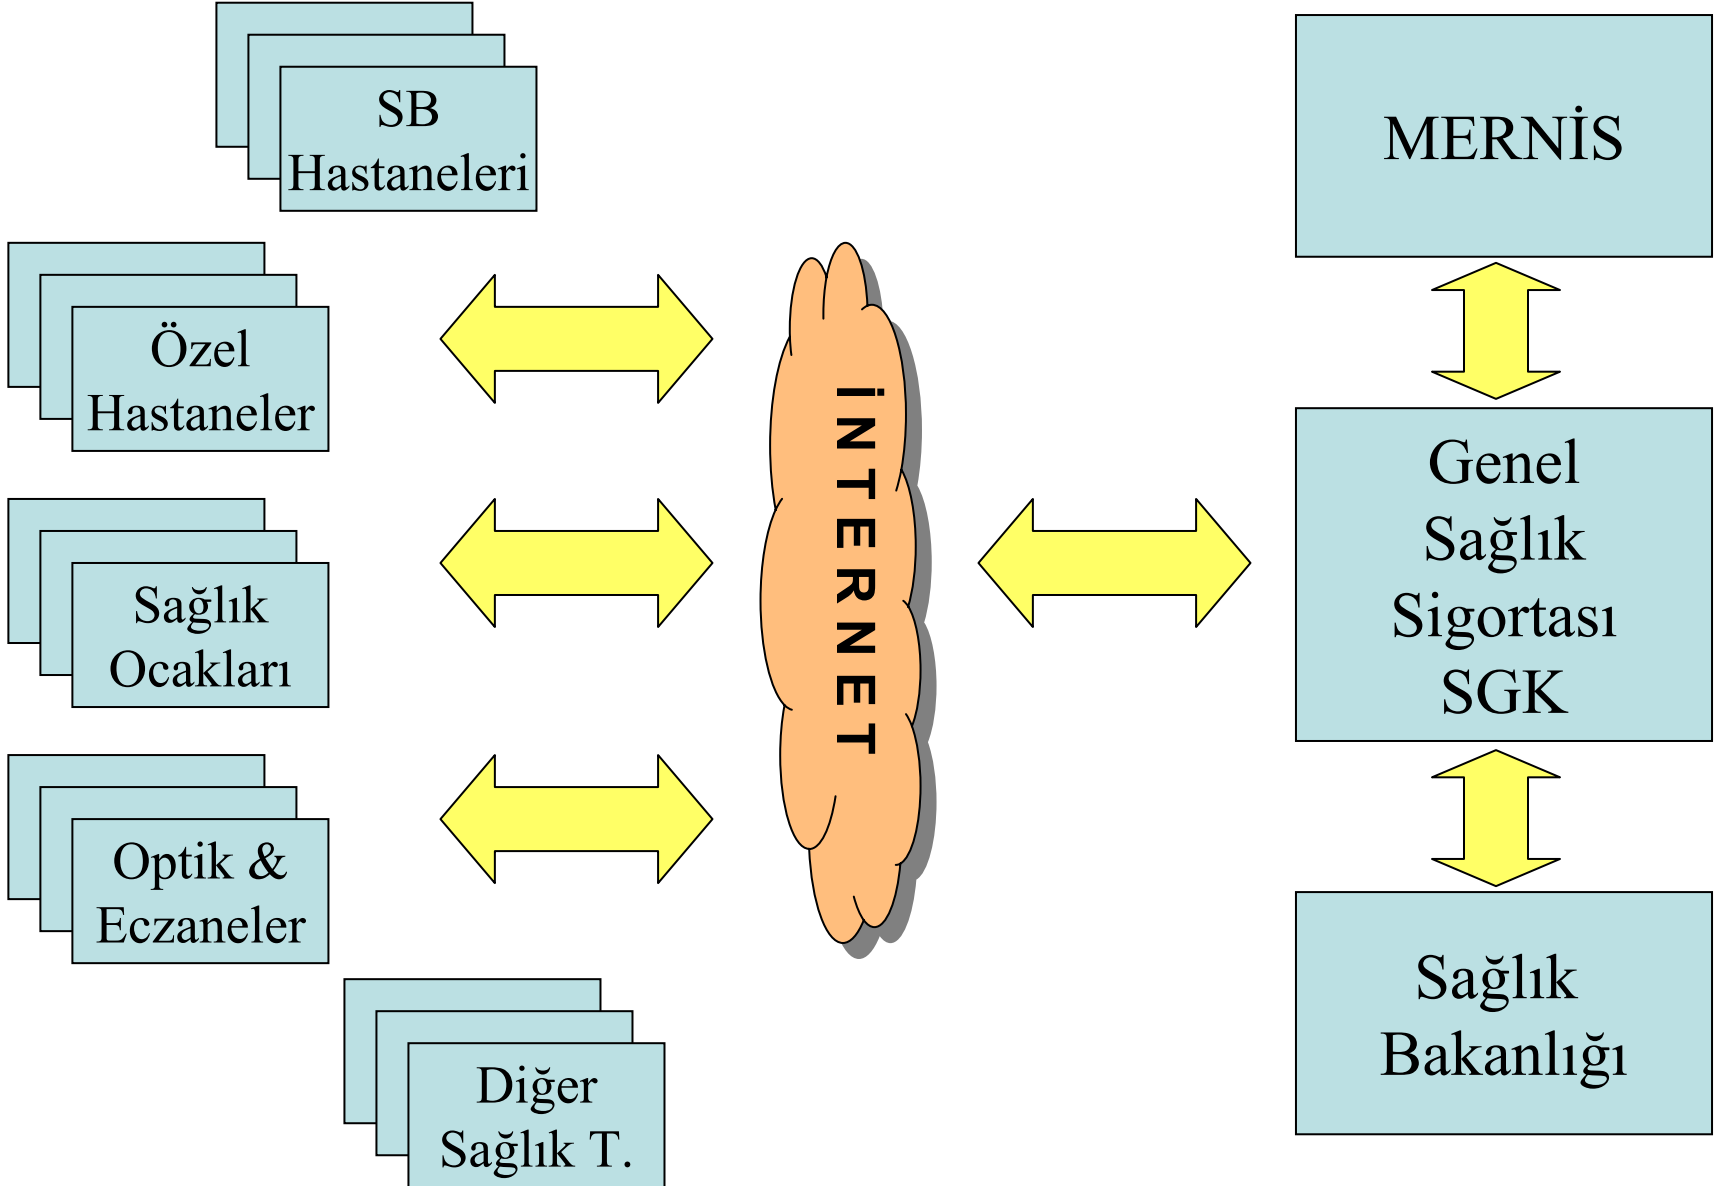 SB
Hastaneleri
Özel
Hastaneler
Sağlık
Ocakları
Optik &
Eczaneler
Diğer
Sağlık T.
İNTERNET
MERNİS
Genel
Sağlık
Sigortası
SGK
Sağlık
Bakanlığı